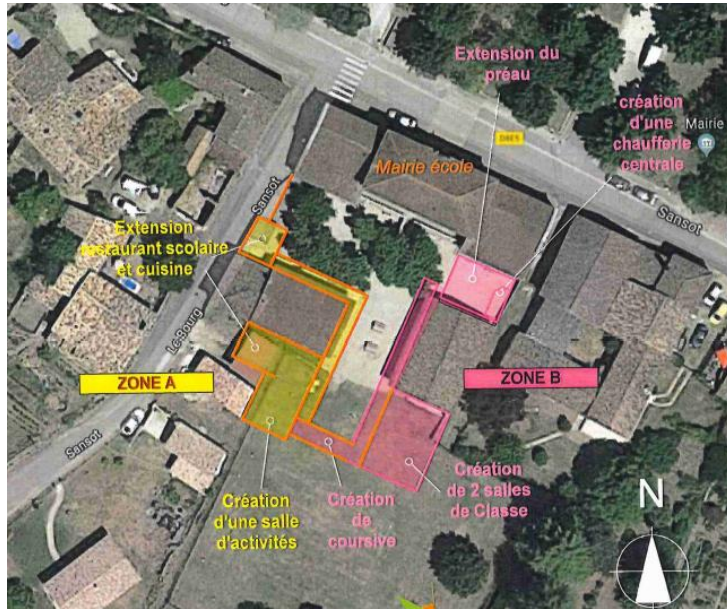 Extension du
préau
création
d'une
chaufferie
centrale
Mairie
D805
Mairie école
Sansot
Sansot
Extension
restaurant scolaire
et cuisine
Le Bourg
ZONE A
ZONE B
Sansot
Création
d'une salle
d'activités
Création
de
coursive
Création
de 2 salles
de Classe
N